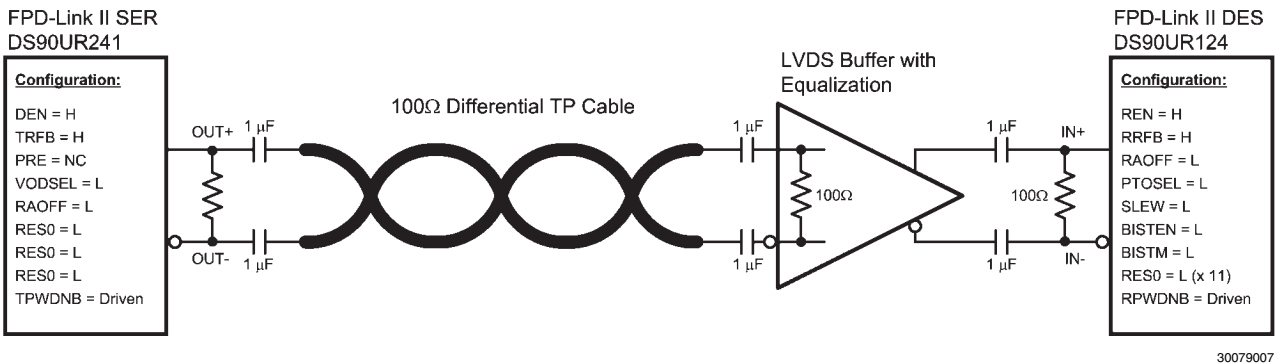 FPD-Link II SER
DS90UR241
Configuration:
DEN = H
TRFB = H
PRE = NC
VODSEL = L
RAOFF = L
RES0 = L
RES0 = L
RES0 = L
TPWDNB = Driven
OUT+
1 μF
OUT-
1 μF
100Ω Differential TP Cable
1 μF
1 μF
LVDS Buffer with
Equalization
100Ω
1 μF
1 μF
IN+
100Ω
IN-
FPD-Link II DES
DS90UR124
Configuration:
REN = H
RRFB = H
RAOFF = L
PTOSEL = L
SLEW = L
BISTEN = L
BISTM = L
RES0 = L (x 11)
RPWDNB = Driven
30079007